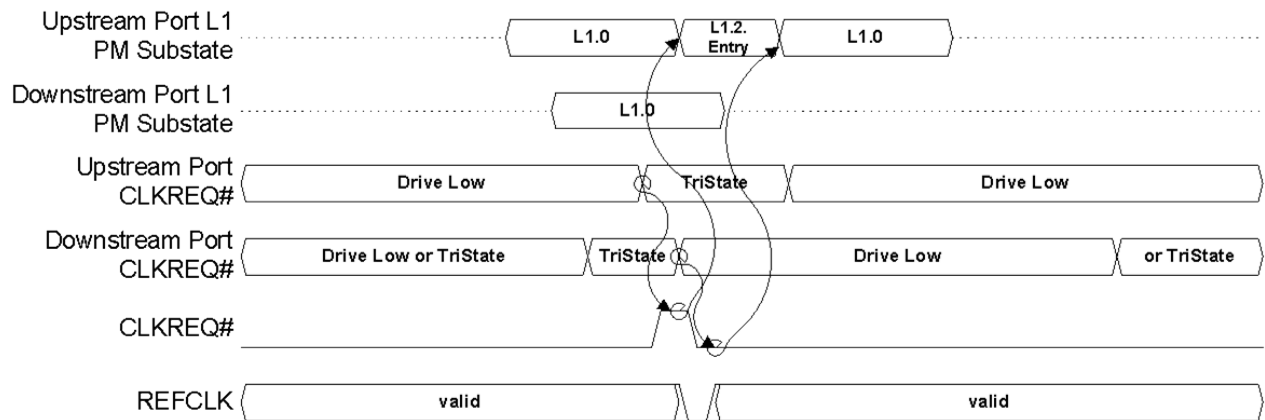 Upstream Port L1
PM Substate
L1.0
L1.2.
Entry
L1.0
Downstream Port L1
PM Substate
L1.0
Upstream Port
CLKREQ#
Drive Low
TriState
Drive Low
Downstream Port
CLKREQ#
Drive Low or TriState
TriState
Drive Low
or TriState
CLKREQ#
REFCLK
valid
valid